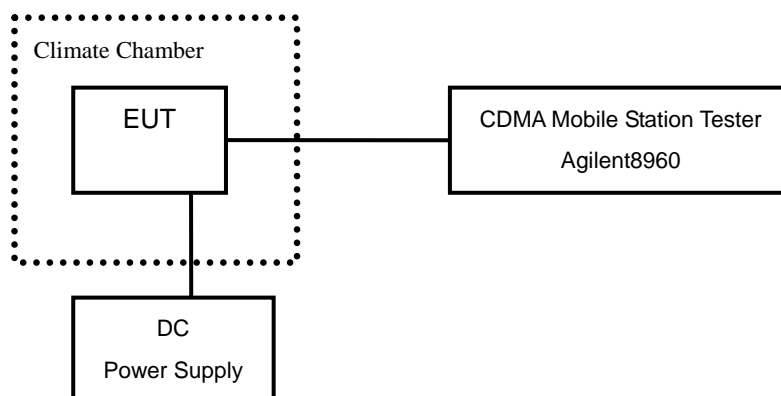 Climate Chamber
EUT
CDMA Mobile Station Tester
Agilent8960
DC
Power Supply